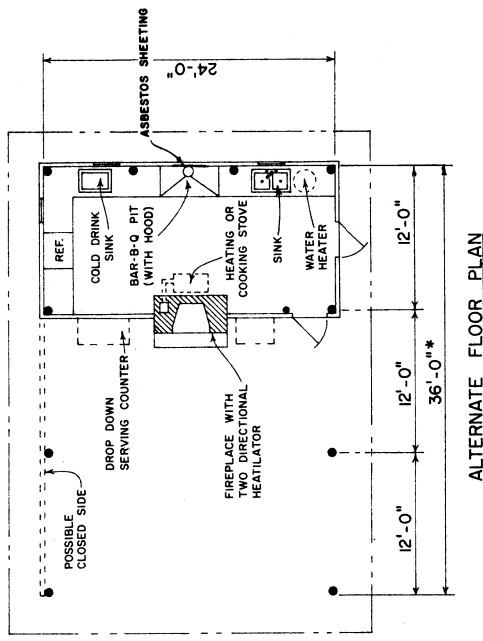 POSSIBLE
CLOSED SIDE
DROP DOWN
SERVING COUNTER
FIREPLACE WITH
TWO DIRECTIONAL
HEATILATOR
REF.
COLD DRINK
SINK
BAR-B-Q PIT
(WITH HOOD)
HEATING OR
COOKING STOVE
SINK
WATER
HEATER
ASBESTOS SHEETING
24'-0"
12'-0"
12'-0"
12'-0"
36'-0"*
ALTERNATE FLOOR PLAN